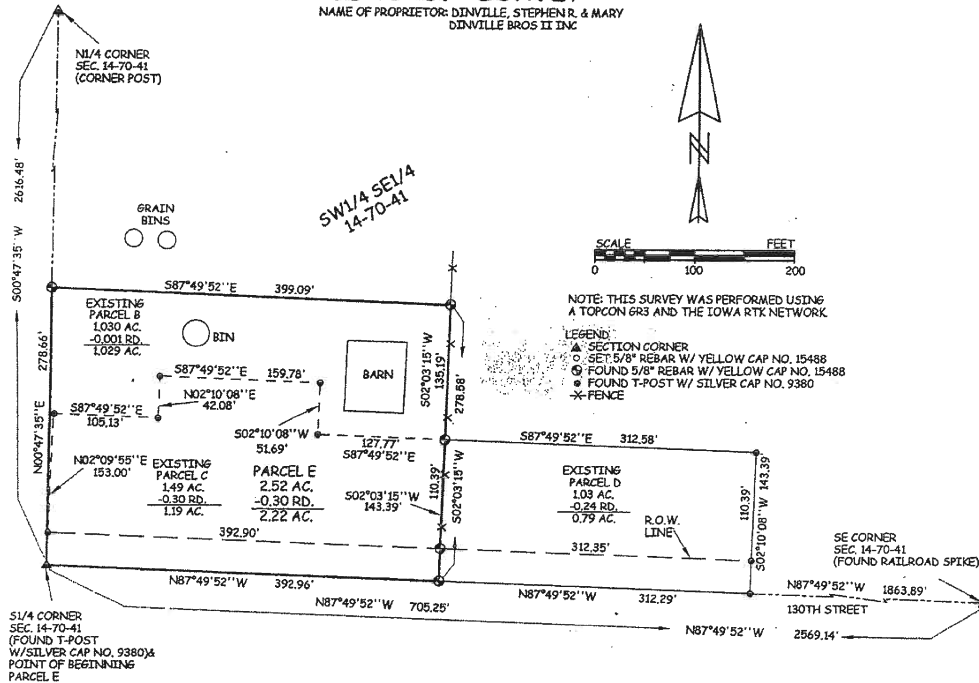 NAME OF PROPRIETOR: DINVILLE, STEPHEN R. & MARY
DINVILLE BROS II INC
N1/4 CORNER
SEC. 14-70-41
(CORNER POST)
S00°47'35''W 2616.48'
GRAIN
BINS
SW1/4 SE1/4
14-70-41
N
SCALE FEET
0 100 200
NOTE: THIS SURVEY WAS PERFORMED USING
A TOPCON GR3 AND THE IOWA RTK NETWORK
LEGEND
SECTION CORNER
SET 5/8" REBAR W/ YELLOW CAP NO. 15488
FOUND 5/8" REBAR W/ YELLOW CAP NO. 15488
FOUND T-POST W/ SILVER CAP NO. 9380
FENCE
S87°49'52''E 399.09'
EXISTING
PARCEL B
1.030 AC.
-0.001 RD.
1.029 AC.
BIN
BARN
278.66'
N00°47'35''E
S87°49'52''E 159.78'
N02°10'08''E
42.08'
S87°49'52''E
105.13'
S02°10'08''W
51.69'
127.77'
S87°49'52''E
S02°03'15''W
135.19'
278.58'
N02°09'55''E
153.00'
EXISTING
PARCEL C
1.49 AC.
-0.30 RD.
1.19 AC.
PARCEL E
2.52 AC.
-0.30 RD.
2.22 AC.
S02°03'15''W
143.39'
110.39'
S02°03'15''W
S87°49'52''E 312.58'
EXISTING
PARCEL D
1.03 AC.
-0.24 RD.
0.79 AC.
R.O.W.
LINE
110.39'
S02°10'08''W 143.39'
392.90'
312.35'
SE CORNER
SEC. 14-70-41
(FOUND RAILROAD SPIKE)
N87°49'52''W 392.96'
N87°49'52''W 312.29'
N87°49'52''W 1863.89'
130TH STREET
N87°49'52''W 705.25'
N87°49'52''W 2569.14'
S1/4 CORNER
SEC. 14-70-41
(FOUND T-POST
W/SILVER CAP NO. 9380)&
POINT OF BEGINNING
PARCEL E